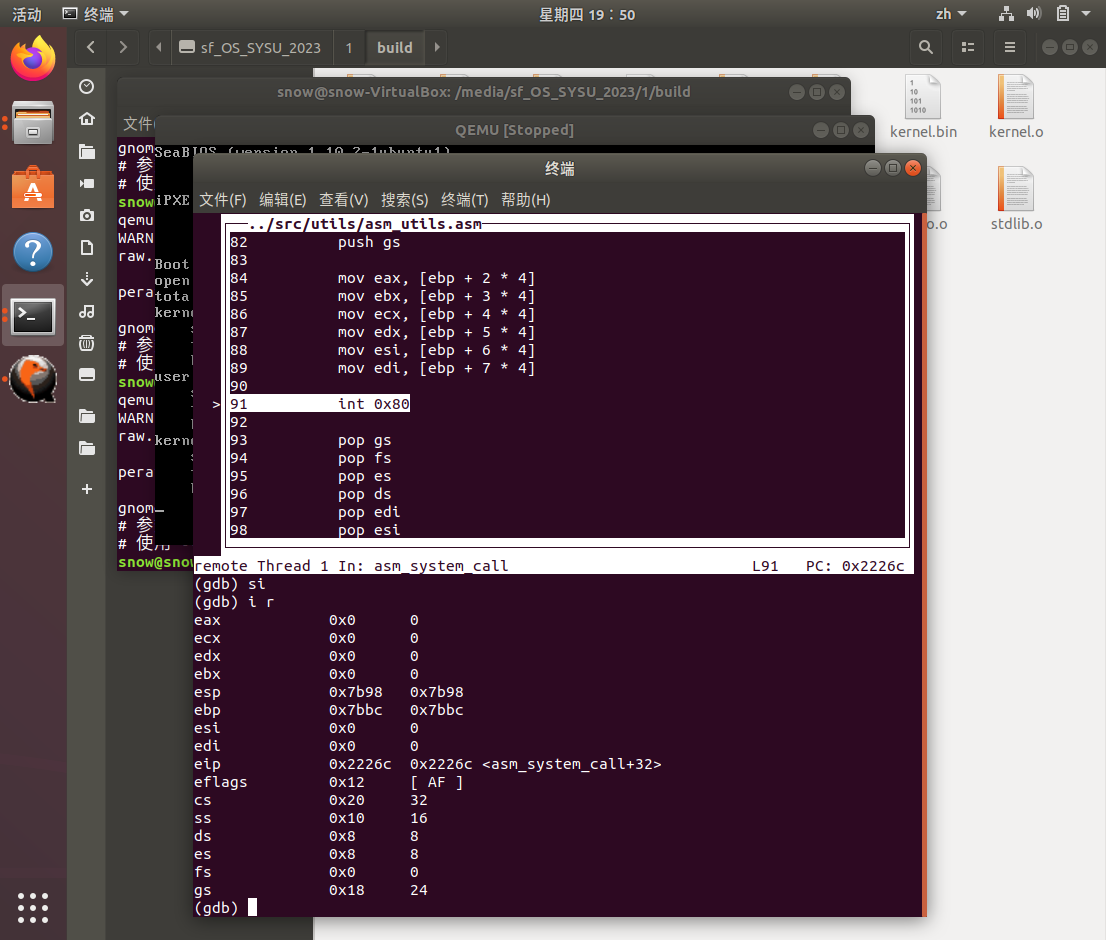 活动
终端
星期四 19：50
zh
sf_OS_SYSU_2023
1
build
kernel.bin
kernel.o
o.o
stdlib.o
snow@snow-VirtualBox: /media/sf_OS_SYSU_2023/1/build
文件(
gnom
# 参
# 使
snow
qemu
WARN
raw.
pera
gnom
# 参
# 使
snow
qemu
WARN
raw.
pera
gnom
# 参
# 使用
snow@snow
QEMU [Stopped]
SeaBIOS (version 1.10.2-1ubuntu1)
iPXE
Boot
open
tota
kerne
user
kerne
终端
文件(F) 编辑(E) 查看(V) 搜索(S) 终端(T) 帮助(H)
../src/utils/asm_utils.asm
82 push gs
83
84 mov eax, [ebp + 2 * 4]
85 mov ebx, [ebp + 3 * 4]
86 mov ecx, [ebp + 4 * 4]
87 mov edx, [ebp + 5 * 4]
88 mov esi, [ebp + 6 * 4]
89 mov edi, [ebp + 7 * 4]
90
>91 int 0x80
92
93 pop gs
94 pop fs
95 pop es
96 pop ds
97 pop edi
98 pop esi
remote Thread 1 In: asm_system_call L91 PC: 0x2226c
(gdb) si
(gdb) i r
eax 0x0 0
ecx 0x0 0
edx 0x0 0
ebx 0x0 0
esp 0x7b98 0x7b98
ebp 0x7bbc 0x7bbc
esi 0x0 0
edi 0x0 0
eip 0x2226c 0x2226c <asm_system_call+32>
eflags 0x12 [ AF ]
cs 0x20 32
ss 0x10 16
ds 0x8 8
es 0x8 8
fs 0x0 0
gs 0x18 24
(gdb)